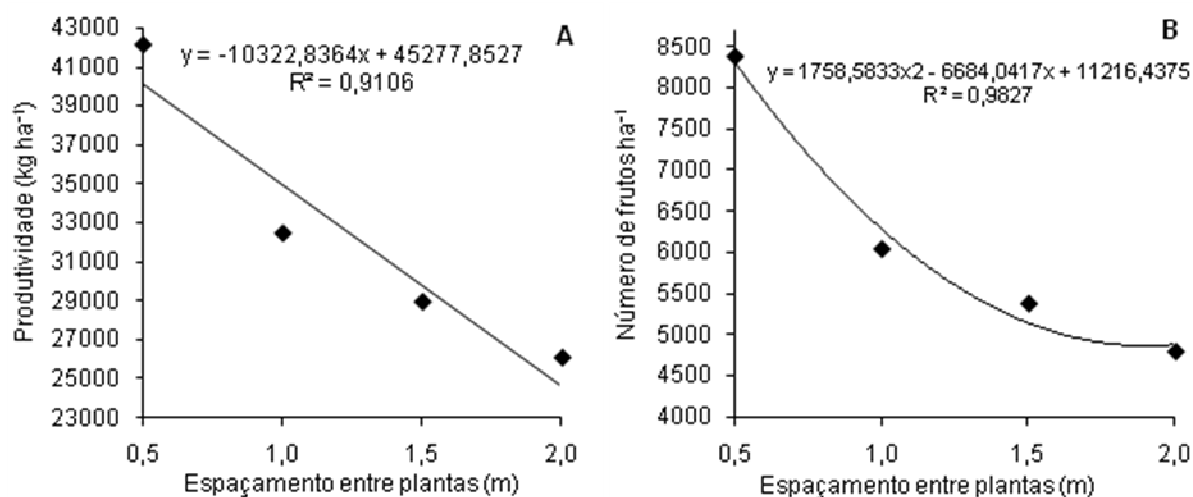 A
y = -10322,8364x + 45277,8527
R² = 0,9106
Produtividade (kg ha⁻¹)
43000
41000
39000
37000
35000
33000
31000
29000
27000
25000
23000
0,5 1,0 1,5 2,0
Espaçamento entre plantas (m)
B
y = 1758,5833x2 - 6684,0417x + 11216,4375
R² = 0,9827
Número de frutos ha⁻¹
8500
8000
7500
7000
6500
6000
5500
5000
4500
4000
0,5 1,0 1,5 2,0
Espaçamento entre plantas (m)